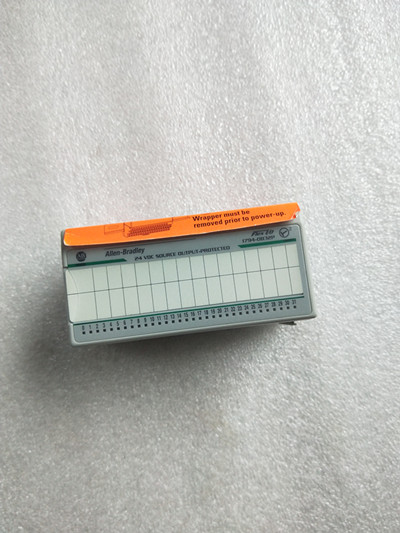 Wrapper must be
removed prior to power-up.
AB
Allen-Bradley
24 VDC SOURCE OUTPUT-PROTECTED
Flex I/O
1794-OB32P
0 1 2 3 4 5 6 7 8 9 10 11 12 13 14 15 16 17 18 19 20 21 22 23 24 25 26 27 28 29 30 31